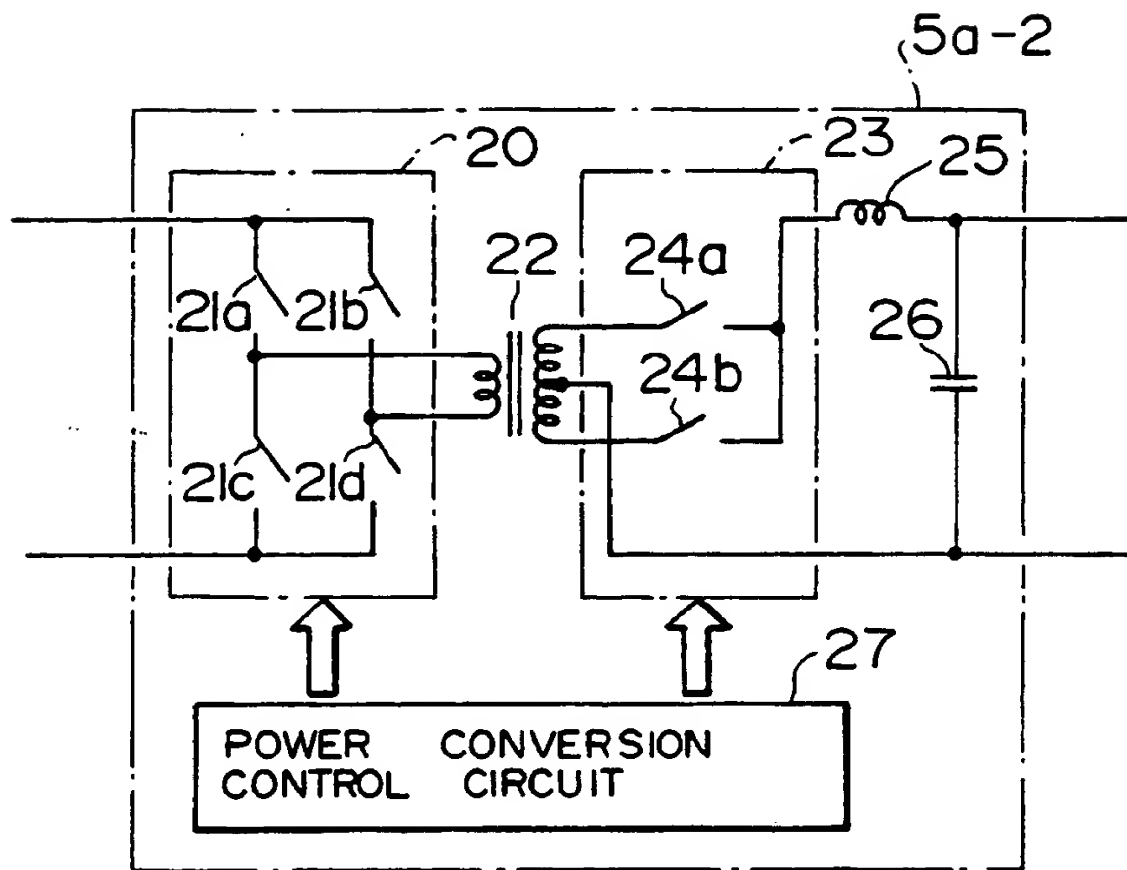 5a-2
20
23
25
22
24a
21a
21b
26
24b
21c
21d
27
POWER CONVERSION
CONTROL CIRCUIT